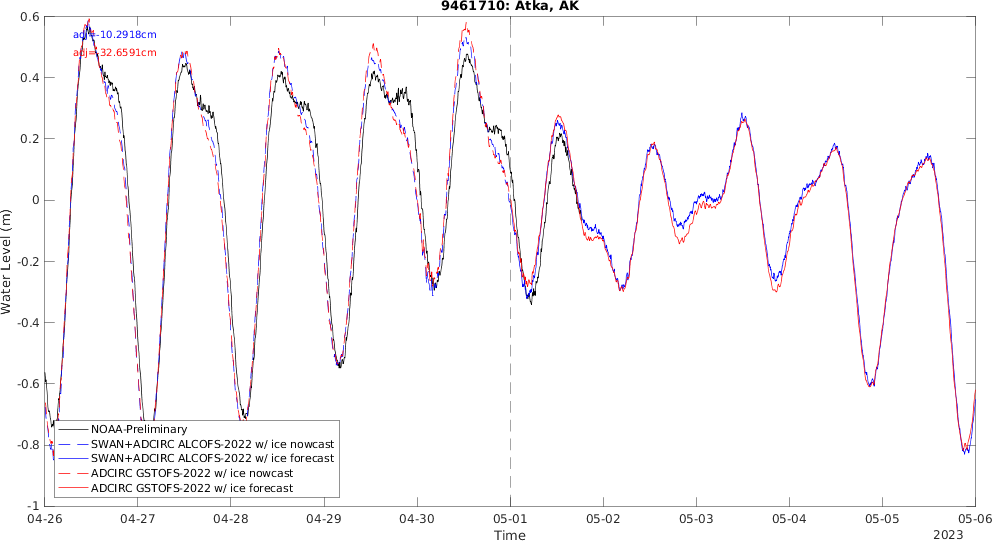 9461710: Atka, AK
0.6
adj=-10.2918cm
adj=-32.6591cm
0.4
0.2
0
-0.2
-0.4
-0.6
-0.8
-1
Water Level (m)
NOAA-Preliminary
SWAN+ADCIRC ALCOFS-2022 w/ ice nowcast
SWAN+ADCIRC ALCOFS-2022 w/ ice forecast
ADCIRC GSTOFS-2022 w/ ice nowcast
ADCIRC GSTOFS-2022 w/ ice forecast
04-26 04-27 04-28 04-29 04-30 05-01 05-02 05-03 05-04 05-05 05-06
Time
2023